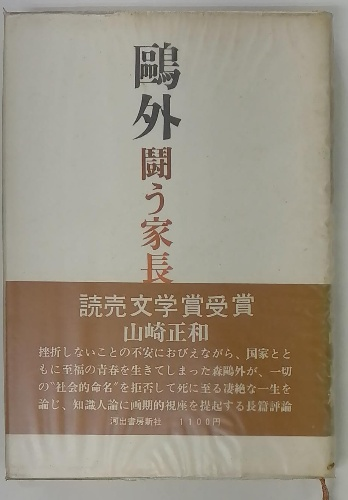 鷗外
闘う家長
読売文学賞受賞
山崎正和
挫折しないことの不安におびえながら、国家とと
もに至福の青春を生きてしまった森鷗外が、一切
の〝社会的命名〟を拒否して死に至る凄絶な一生を
論じ、知識人論に画期的視座を提起する長篇評論
河出書房新社 1100円